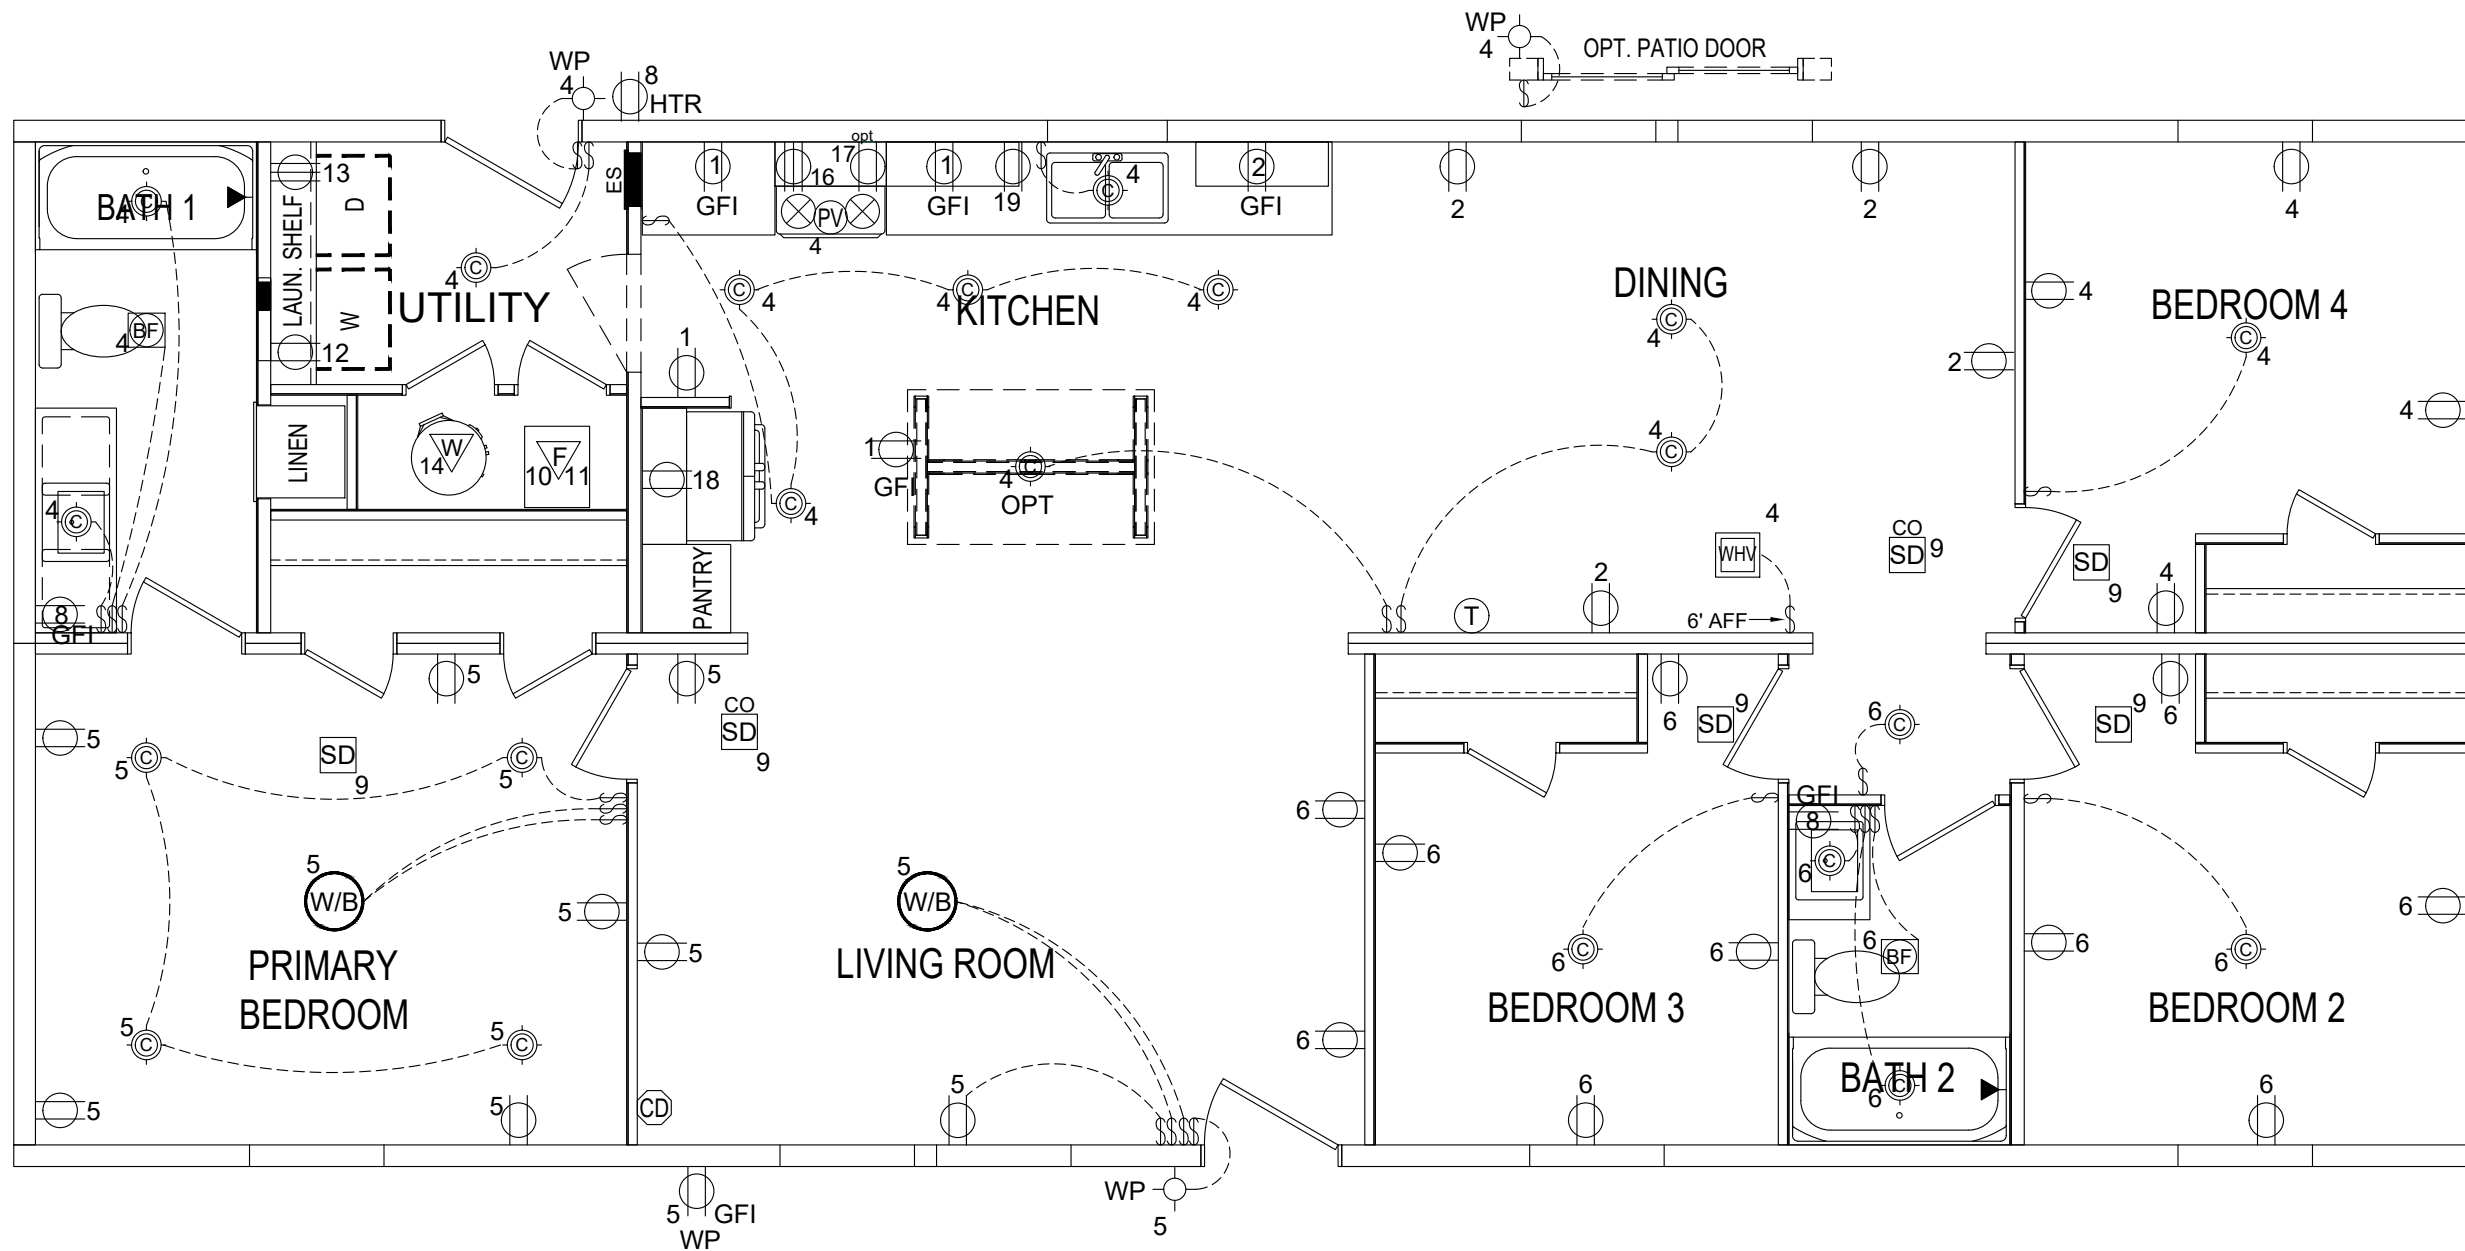 WP
4
OPT. PATIO DOOR
WP
4
8
HTR
opt
13
ES
1
16
17
1
19
C
4
2
2
2
4
BATH 1
C
4
D
LAUN. SHELF
GFI
PV
4
GFI
GFI
C
4
UTILITY
C
4
C
4
KITCHEN
C
4
DINING
C
4
4
BEDROOM 4
C
4
BF
4
W
12
1
2
4
LINEN
W
14
F
10 11
18
1
GFI
C
4
OPT
C
4
4
C
C
4
PANTRY
WHV
4
CO
SD
9
SD
9
8
GFI
T
2
6' AFF
4
5
5
5
CO
SD
9
SD
9
C
5
C
5
6
SD
9
C
6
SD
9
6
6
6
GFI
8
C
6
5
W/B
5
5
5
W/B
6
6
6
PRIMARY
BEDROOM
LIVING ROOM
C
6
BF
6
C
6
BEDROOM 3
BEDROOM 2
C
5
C
5
6
BATH 2
C
6
5
5
CD
5
6
6
5
GFI
WP
WP
5